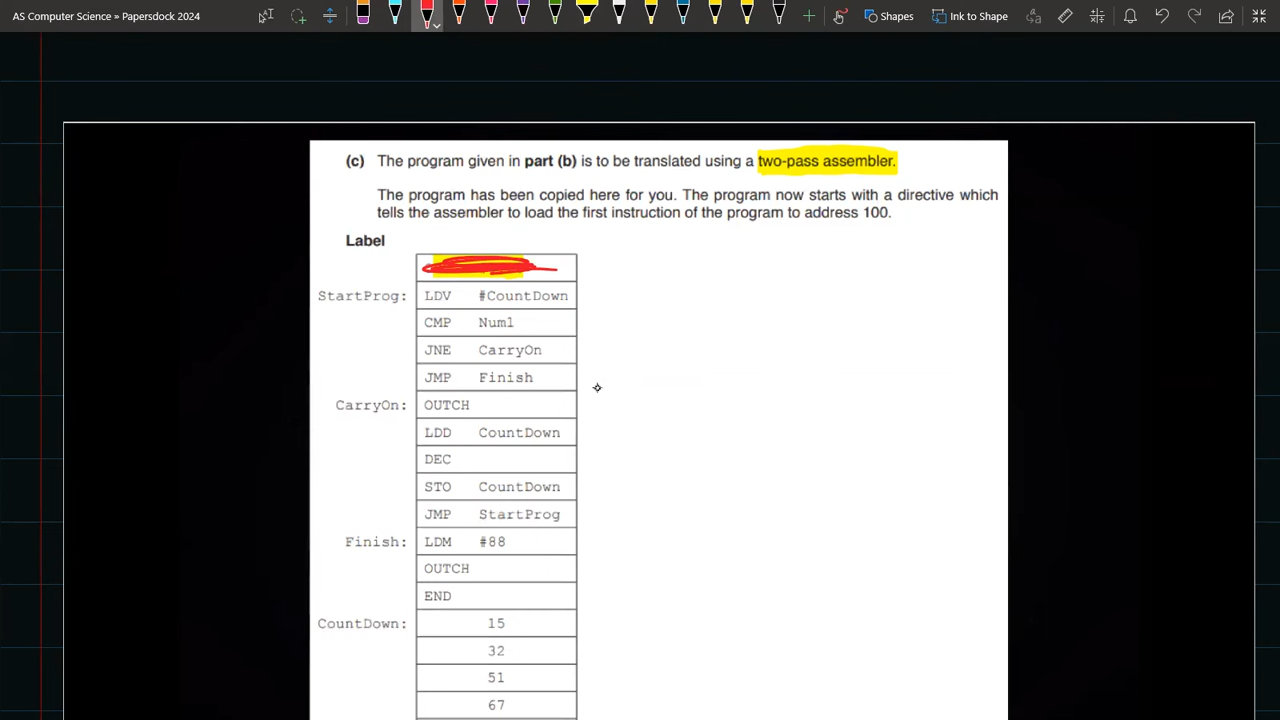 AS Computer Science » Papersdock 2024
Shapes
Ink to Shape
(c) The program given in part (b) is to be translated using a two-pass assembler.
The program has been copied here for you. The program now starts with a directive which
tells the assembler to load the first instruction of the program to address 100.
Label
StartProg: LDV #CountDown
CMP Num1
JNE CarryOn
JMP Finish
CarryOn: OUTCH
LDD CountDown
DEC
STO CountDown
JMP StartProg
Finish: LDM #88
OUTCH
END
CountDown: 15
32
51
67